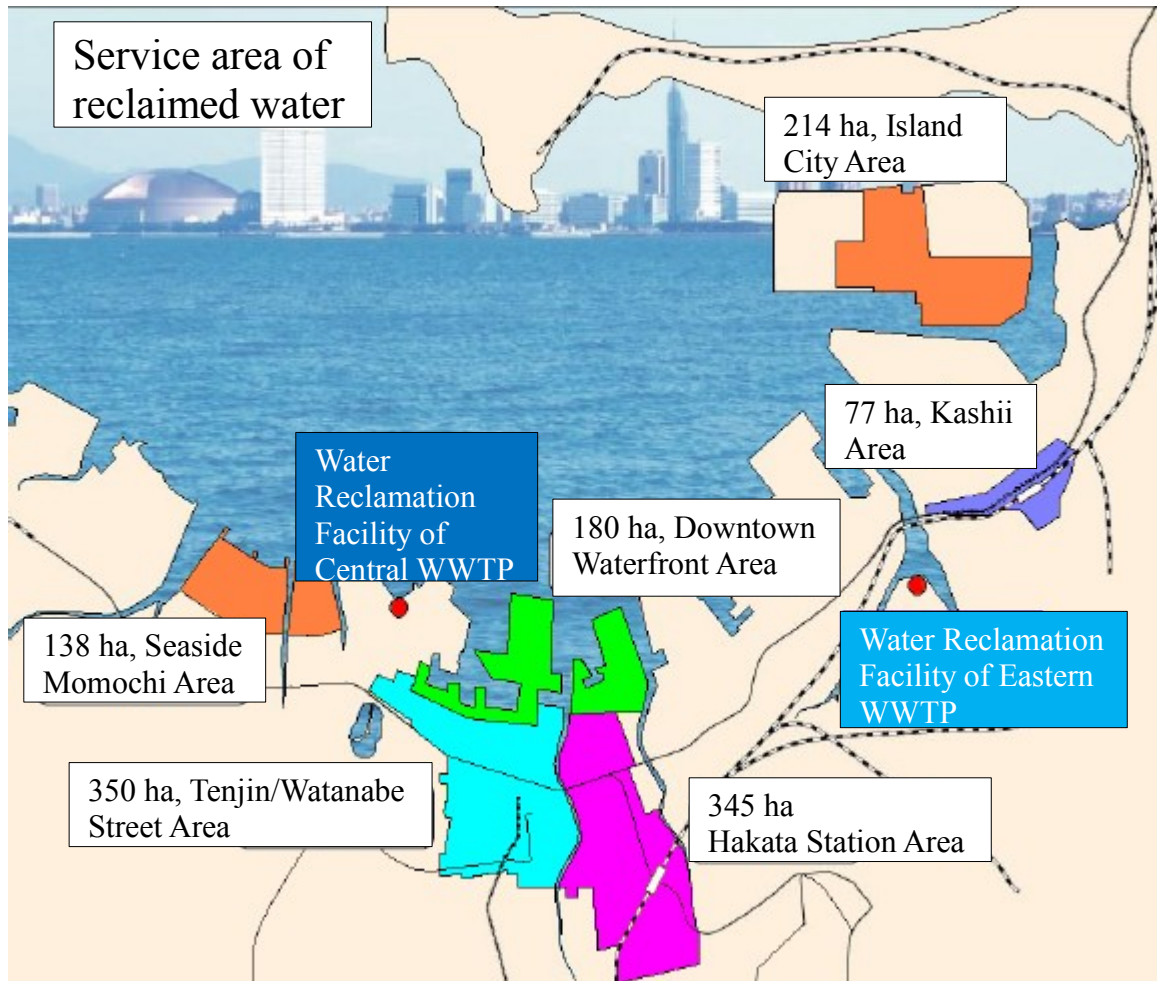 Service area of
reclaimed water
214 ha, Island
City Area
77 ha, Kashii
Area
Water
Reclamation
Facility of
Central WWTP
180 ha, Downtown
Waterfront Area
138 ha, Seaside
Momochi Area
Water Reclamation
Facility of Eastern
WWTP
350 ha, Tenjin/Watanabe
Street Area
345 ha
Hakata Station Area